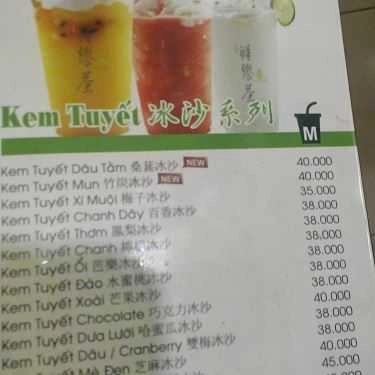 Kem Tuyết 冰沙系列
M
Kem Tuyết Dâu Tằm 桑葚冰沙 NEW 40.000
Kem Tuyết Mun 竹炭冰沙 NEW 40.000
Kem Tuyết Xí Muội 梅子冰沙 35.000
Kem Tuyết Chanh Dây 百香冰沙 38.000
Kem Tuyết Thơm 鳳梨冰沙 38.000
Kem Tuyết Chanh 檸檬冰沙 38.000
Kem Tuyết Ổi 芭樂冰沙 38.000
Kem Tuyết Đào 水蜜桃冰沙 38.000
Kem Tuyết Xoài 芒果冰沙 38.000
Kem Tuyết Chocolate 巧克力冰沙 40.000
Kem Tuyết Dưa Lưới 哈蜜瓜冰沙 38.000
Kem Tuyết Dâu / Cranberry 雙梅冰沙 40.000
Tuyết Mè Đen 芝麻冰沙 45.000